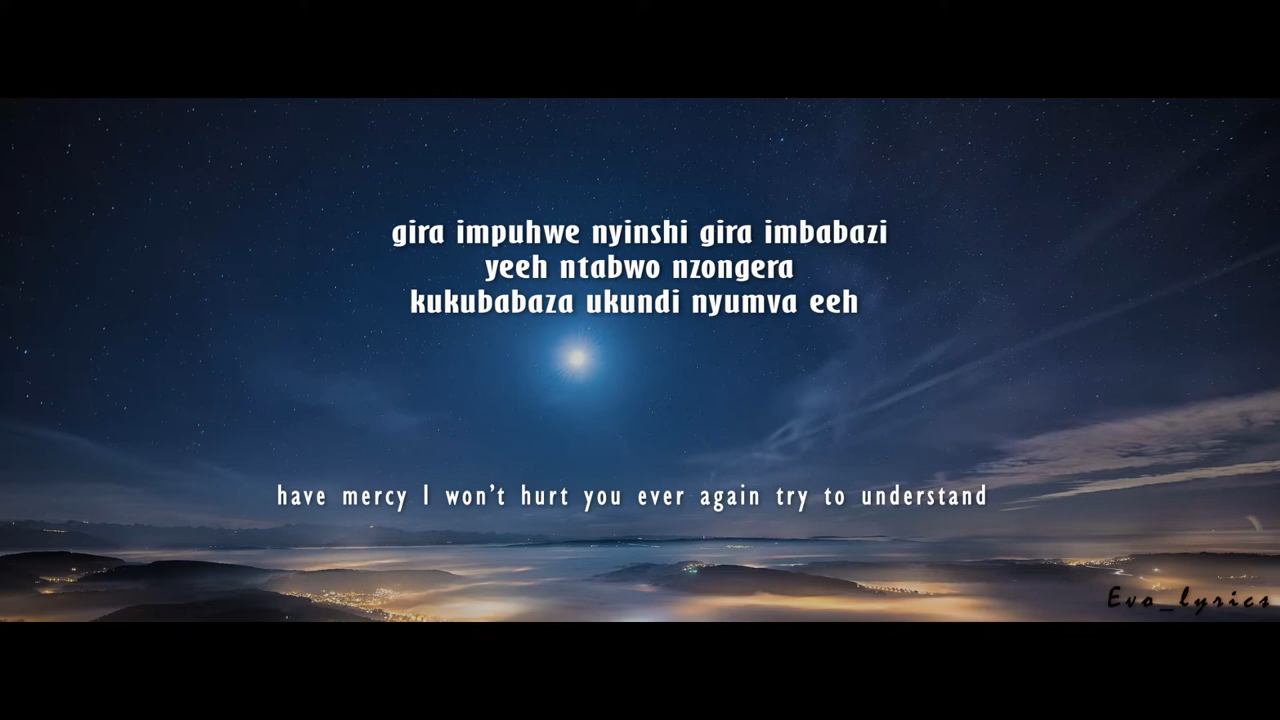 gira impuhwe nyinshi gira imbabazi
yeeh ntabwo nzongera
kukubabaza ukundi nyumva eeh
have mercy I won't hurt you ever again try to understand
Evo_lyrics